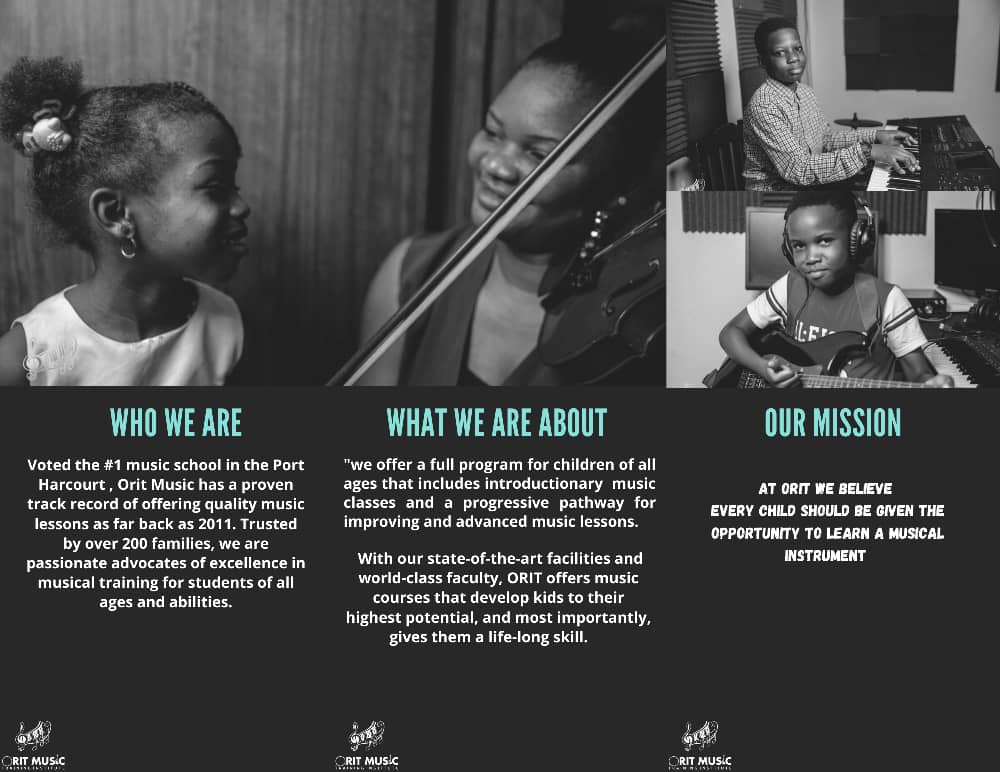 WHO WE ARE
Voted the #1 music school in the Port
Harcourt , Orit Music has a proven
track record of offering quality music
lessons as far back as 2011. Trusted
by over 200 families, we are
passionate advocates of excellence in
musical training for students of all
ages and abilities.
WHAT WE ARE ABOUT
"we offer a full program for children of all
ages that includes introductionary music
classes and a progressive pathway for
improving and advanced music lessons.
With our state-of-the-art facilities and
world-class faculty, ORIT offers music
courses that develop kids to their
highest potential, and most importantly,
gives them a life-long skill.
OUR MISSION
AT ORIT WE BELIEVE
EVERY CHILD SHOULD BE GIVEN THE
OPPORTUNITY TO LEARN A MUSICAL
INSTRUMENT
ORIT MUSIC
TRAINING INSTITUTE
ORIT MUSIC
TRAINING INSTITUTE
ORIT MUSIC
TRAINING INSTITUTE